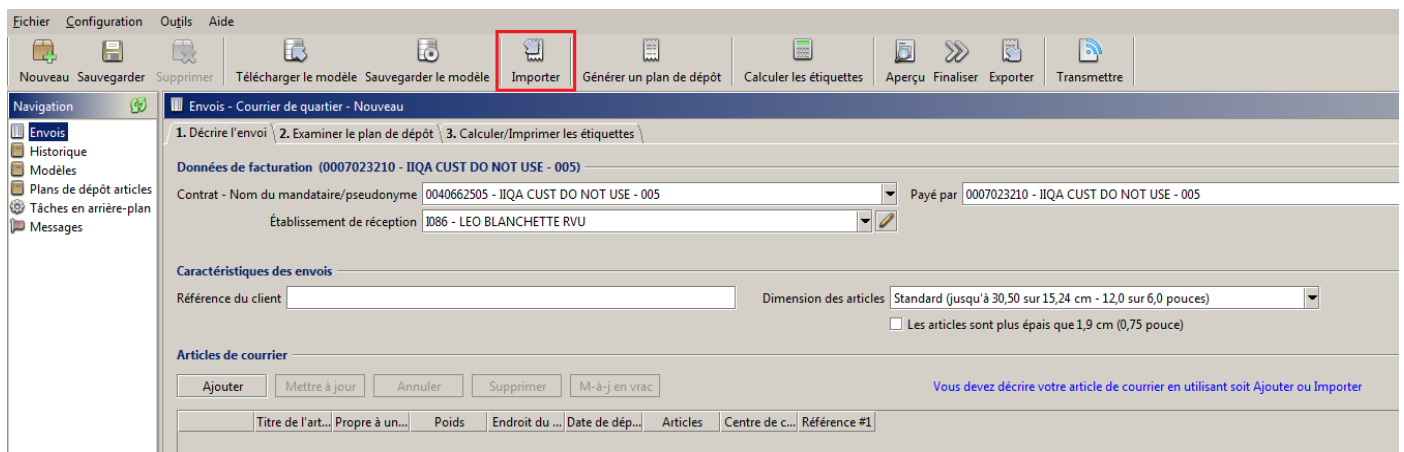 Fichier Configuration Outils Aide
Nouveau Sauvegarder Supprimer Télécharger le modèle Sauvegarder le modèle Importer Générer un plan de dépôt Calculer les étiquettes Aperçu Finaliser Exporter Transmettre
Navigation
Envois - Courrier de quartier - Nouveau
Envois
Historique
Modèles
Plans de dépôt articles
Tâches en arrière-plan
Messages
1. Décrire l'envoi 2. Examiner le plan de dépôt 3. Calculer/Imprimer les étiquettes
Données de facturation (0007023210 - IIQA CUST DO NOT USE - 005)
Contrat - Nom du mandataire/pseudonyme 0040662505 - IIQA CUST DO NOT USE - 005 Payé par 0007023210 - IIQA CUST DO NOT USE - 005
Établissement de réception I086 - LEO BLANCHETTE RVU
Caractéristiques des envois
Référence du client Dimension des articles Standard (jusqu'à 30,50 sur 15,24 cm - 12,0 sur 6,0 pouces)
Les articles sont plus épais que 1,9 cm (0,75 pouce)
Articles de courrier
Ajouter Mettre à jour Annuler Supprimer M-à-j en vrac Vous devez décrire votre article de courrier en utilisant soit Ajouter ou Importer
Titre de l'art... Propre à un... Poids Endroit du ... Date de dép... Articles Centre de c... Référence #1